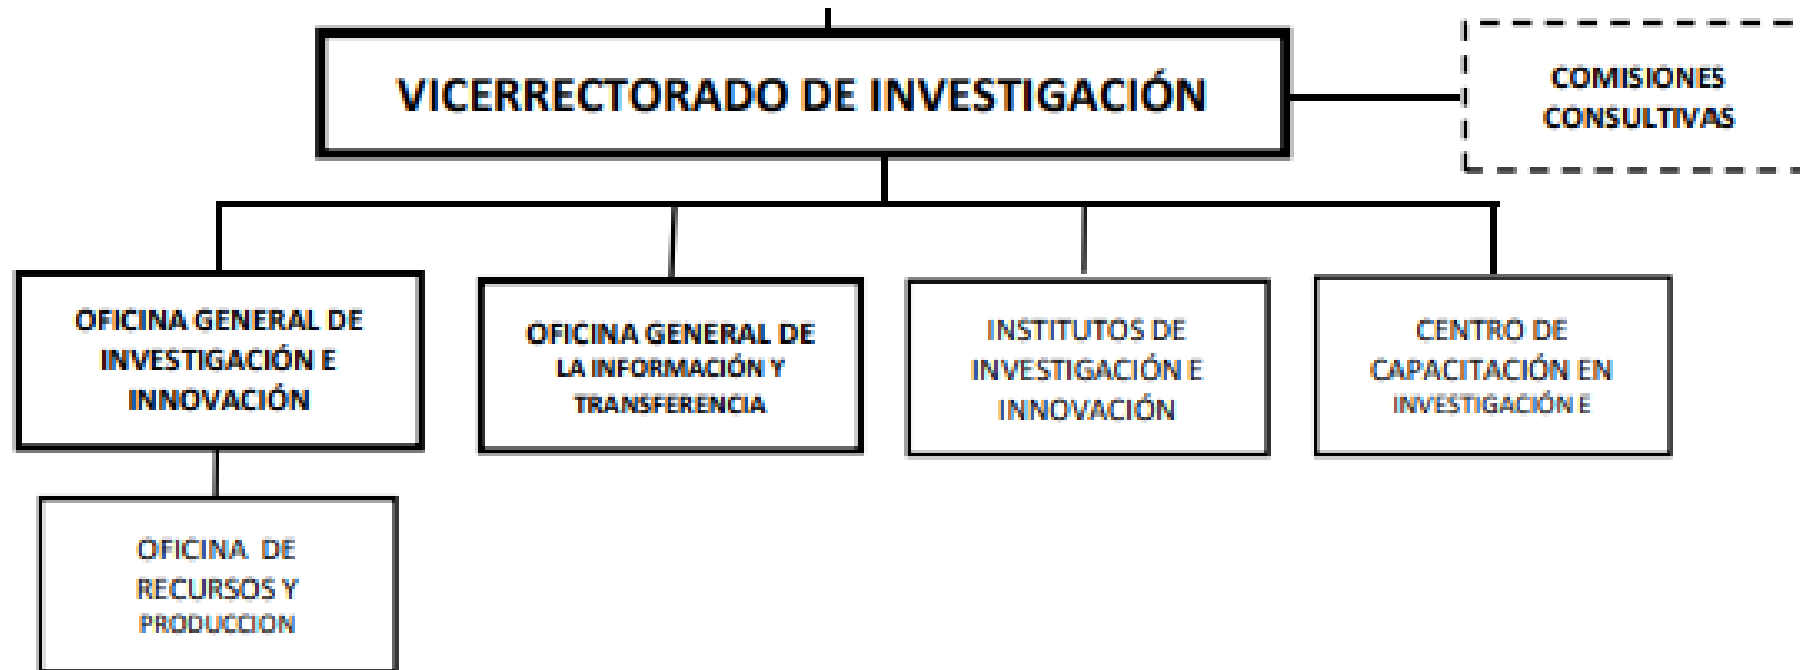 VICERRECTORADO DE INVESTIGACIÓN
COMISIONES
CONSULTIVAS
OFICINA GENERAL DE
INVESTIGACIÓN E
INNOVACIÓN
OFICINA GENERAL DE
LA INFORMACIÓN Y
TRANSFERENCIA
INSTITUTOS DE
INVESTIGACIÓN E
INNOVACIÓN
CENTRO DE
CAPACITACIÓN EN
INVESTIGACIÓN E
OFICINA DE
RECURSOS Y
PRODUCCION